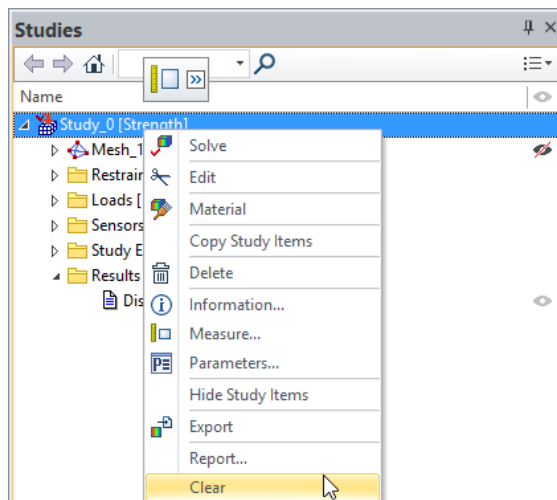 Studies
Name
Study_0 [Strength]
Mesh_1
Restrain
Solve
Edit
Loads [
Material
Sensors
Copy Study Items
Study E
Delete
Results
Information...
Dis
Measure...
Parameters...
Hide Study Items
Export
Report...
Clear